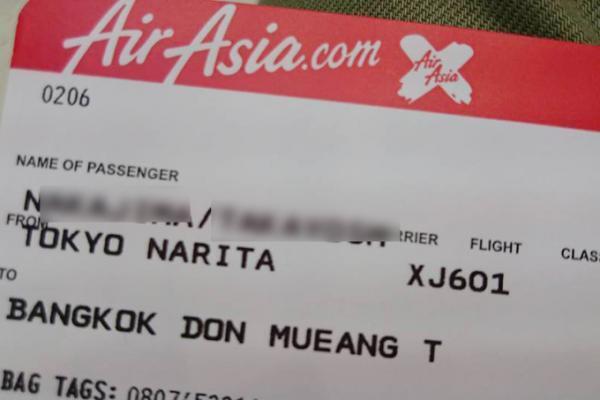 AirAsia.com AirAsia X
0206
NAME OF PASSENGER
FROM CARRIER FLIGHT CLASS
TOKYO NARITA XJ601
TO
BANGKOK DON MUEANG T
BAG TAGS: